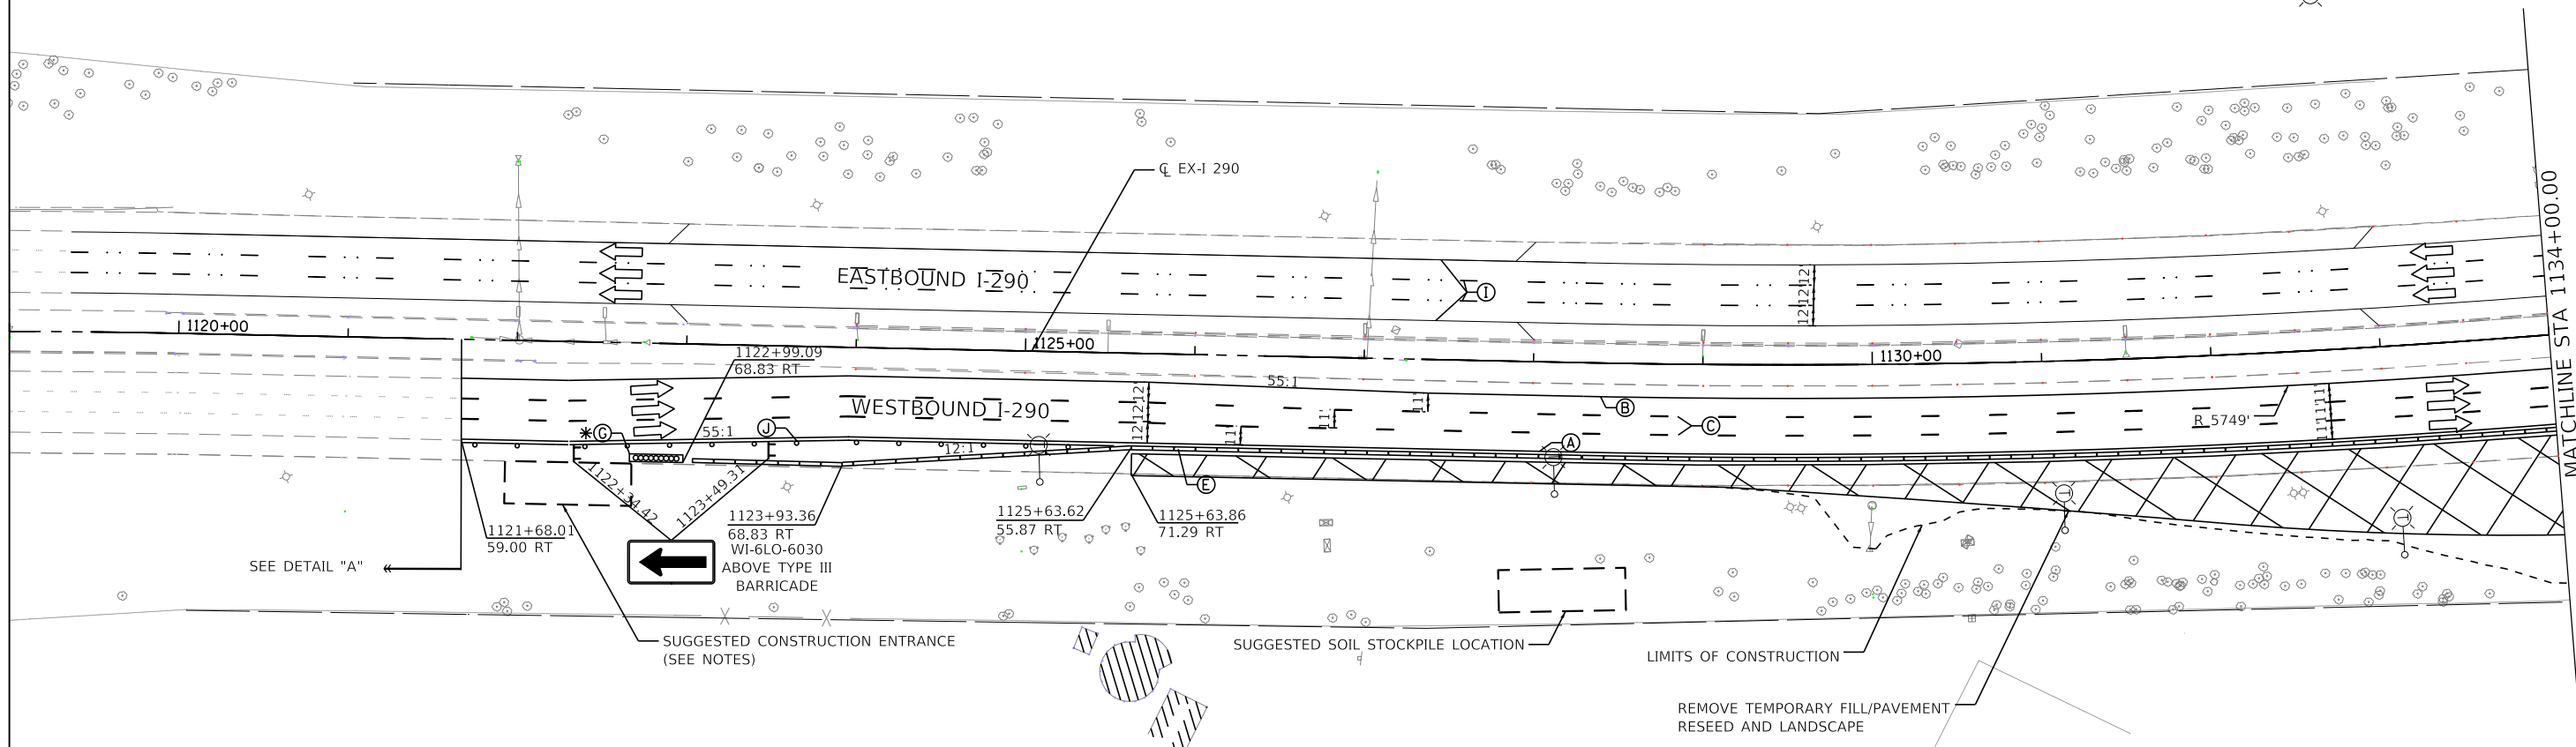 ℄ EX-I 290
EASTBOUND I-290
I
12'
12'
12'
1120+00
1125+00
1130+00
MATCHLINE STA 1134+00.00
1122+99.09
68.83 RT
55:1
WESTBOUND I-290
12'
12'
12'
11'
11'
11'
B
C
R 5749'
11'
11'
11'
* G
55:1
J
12:1
A
E
1122+34.42
1123+49.31
1121+68.01
59.00 RT
1123+93.36
68.83 RT
1125+63.62
55.87 RT
1125+63.86
71.29 RT
T
T
WI-6LO-6030
ABOVE TYPE III
BARRICADE
SEE DETAIL "A"
SUGGESTED CONSTRUCTION ENTRANCE
(SEE NOTES)
SUGGESTED SOIL STOCKPILE LOCATION
LIMITS OF CONSTRUCTION
REMOVE TEMPORARY FILL/PAVEMENT
RESEED AND LANDSCAPE